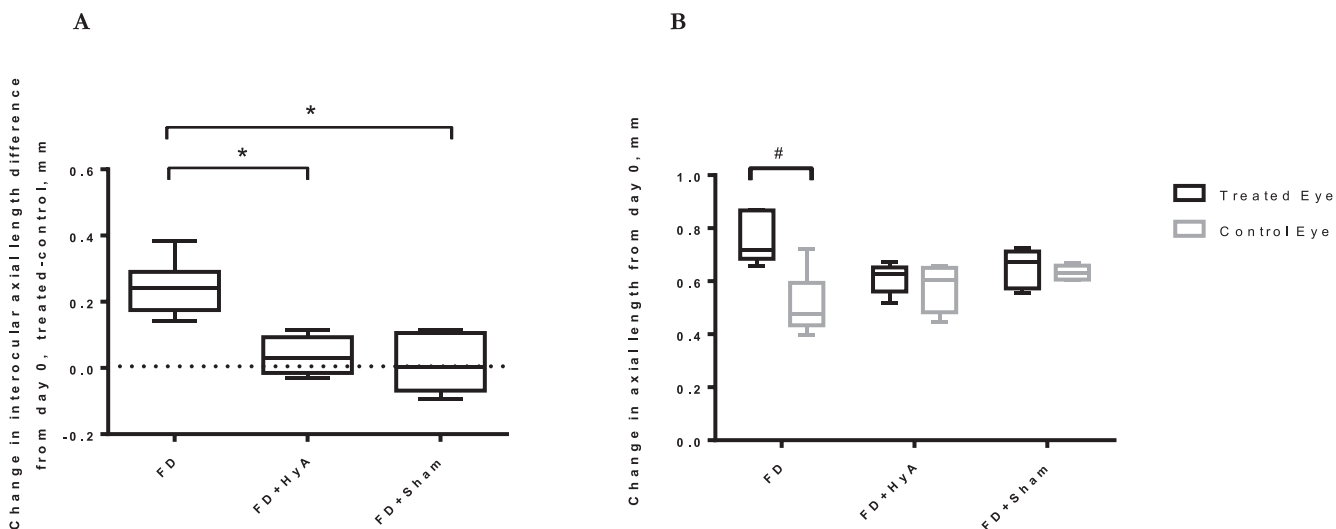 A
Change in interocular axial length difference
from day 0, treated-control, mm
*
*
0.6
0.4
0.2
0.0
-0.2
FD
FD+HyA
FD+Sham
B
Change in axial length from day 0, mm
#
1.0
0.8
0.6
0.4
0.2
0.0
FD
FD+HyA
FD+Sham
Treated Eye
Control Eye